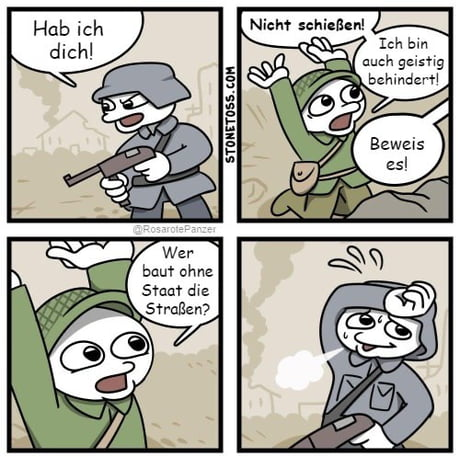 Hab ich
dich!
Nicht schießen!
Ich bin
auch geistig
behindert!
Beweis
es!
STONETOSS.COM
@RosarotePanzer
Wer
baut ohne
Staat die
Straßen?